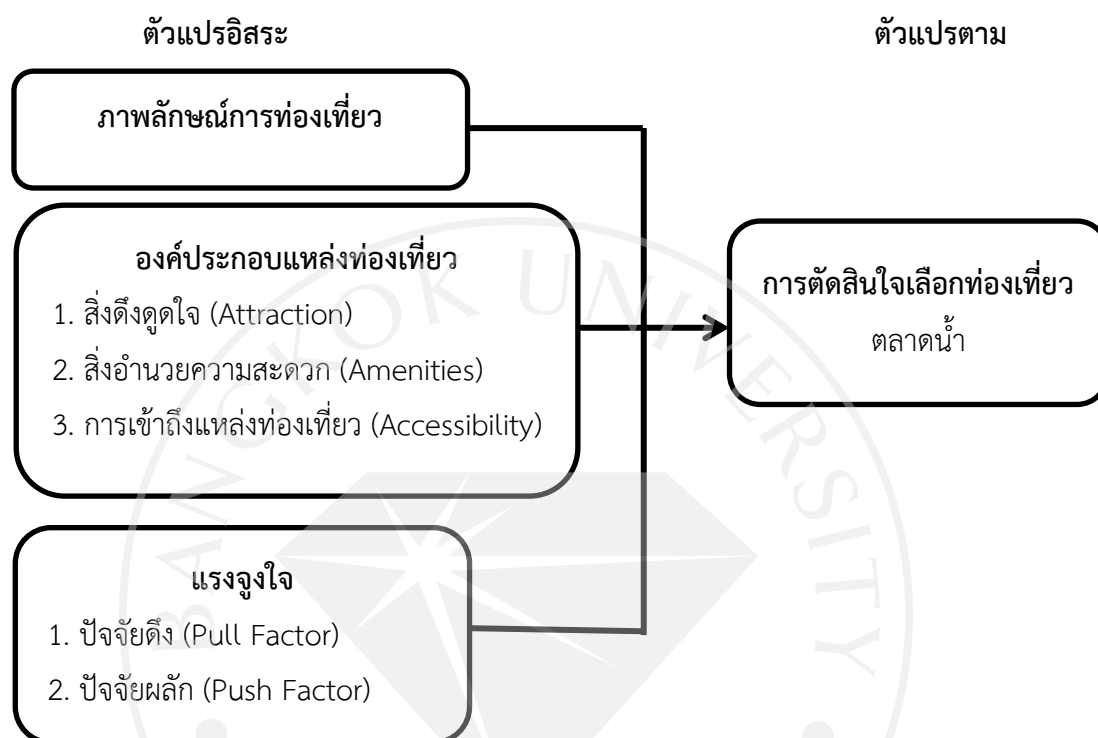 ตัวแปรอิสระ
ตัวแปรตาม
ภาพลักษณ์การท่องเที่ยว
องค์ประกอบแหล่งท่องเที่ยว
1. สิ่งดึงดูดใจ (Attraction)
2. สิ่งอำนวยความสะดวก (Amenities)
3. การเข้าถึงแหล่งท่องเที่ยว (Accessibility)
การตัดสินใจเลือกท่องเที่ยว
ตลาดน้ำ
แรงจูงใจ
1. ปัจจัยดึง (Pull Factor)
2. ปัจจัยผลัก (Push Factor)
BANGKOK UNIVERSITY